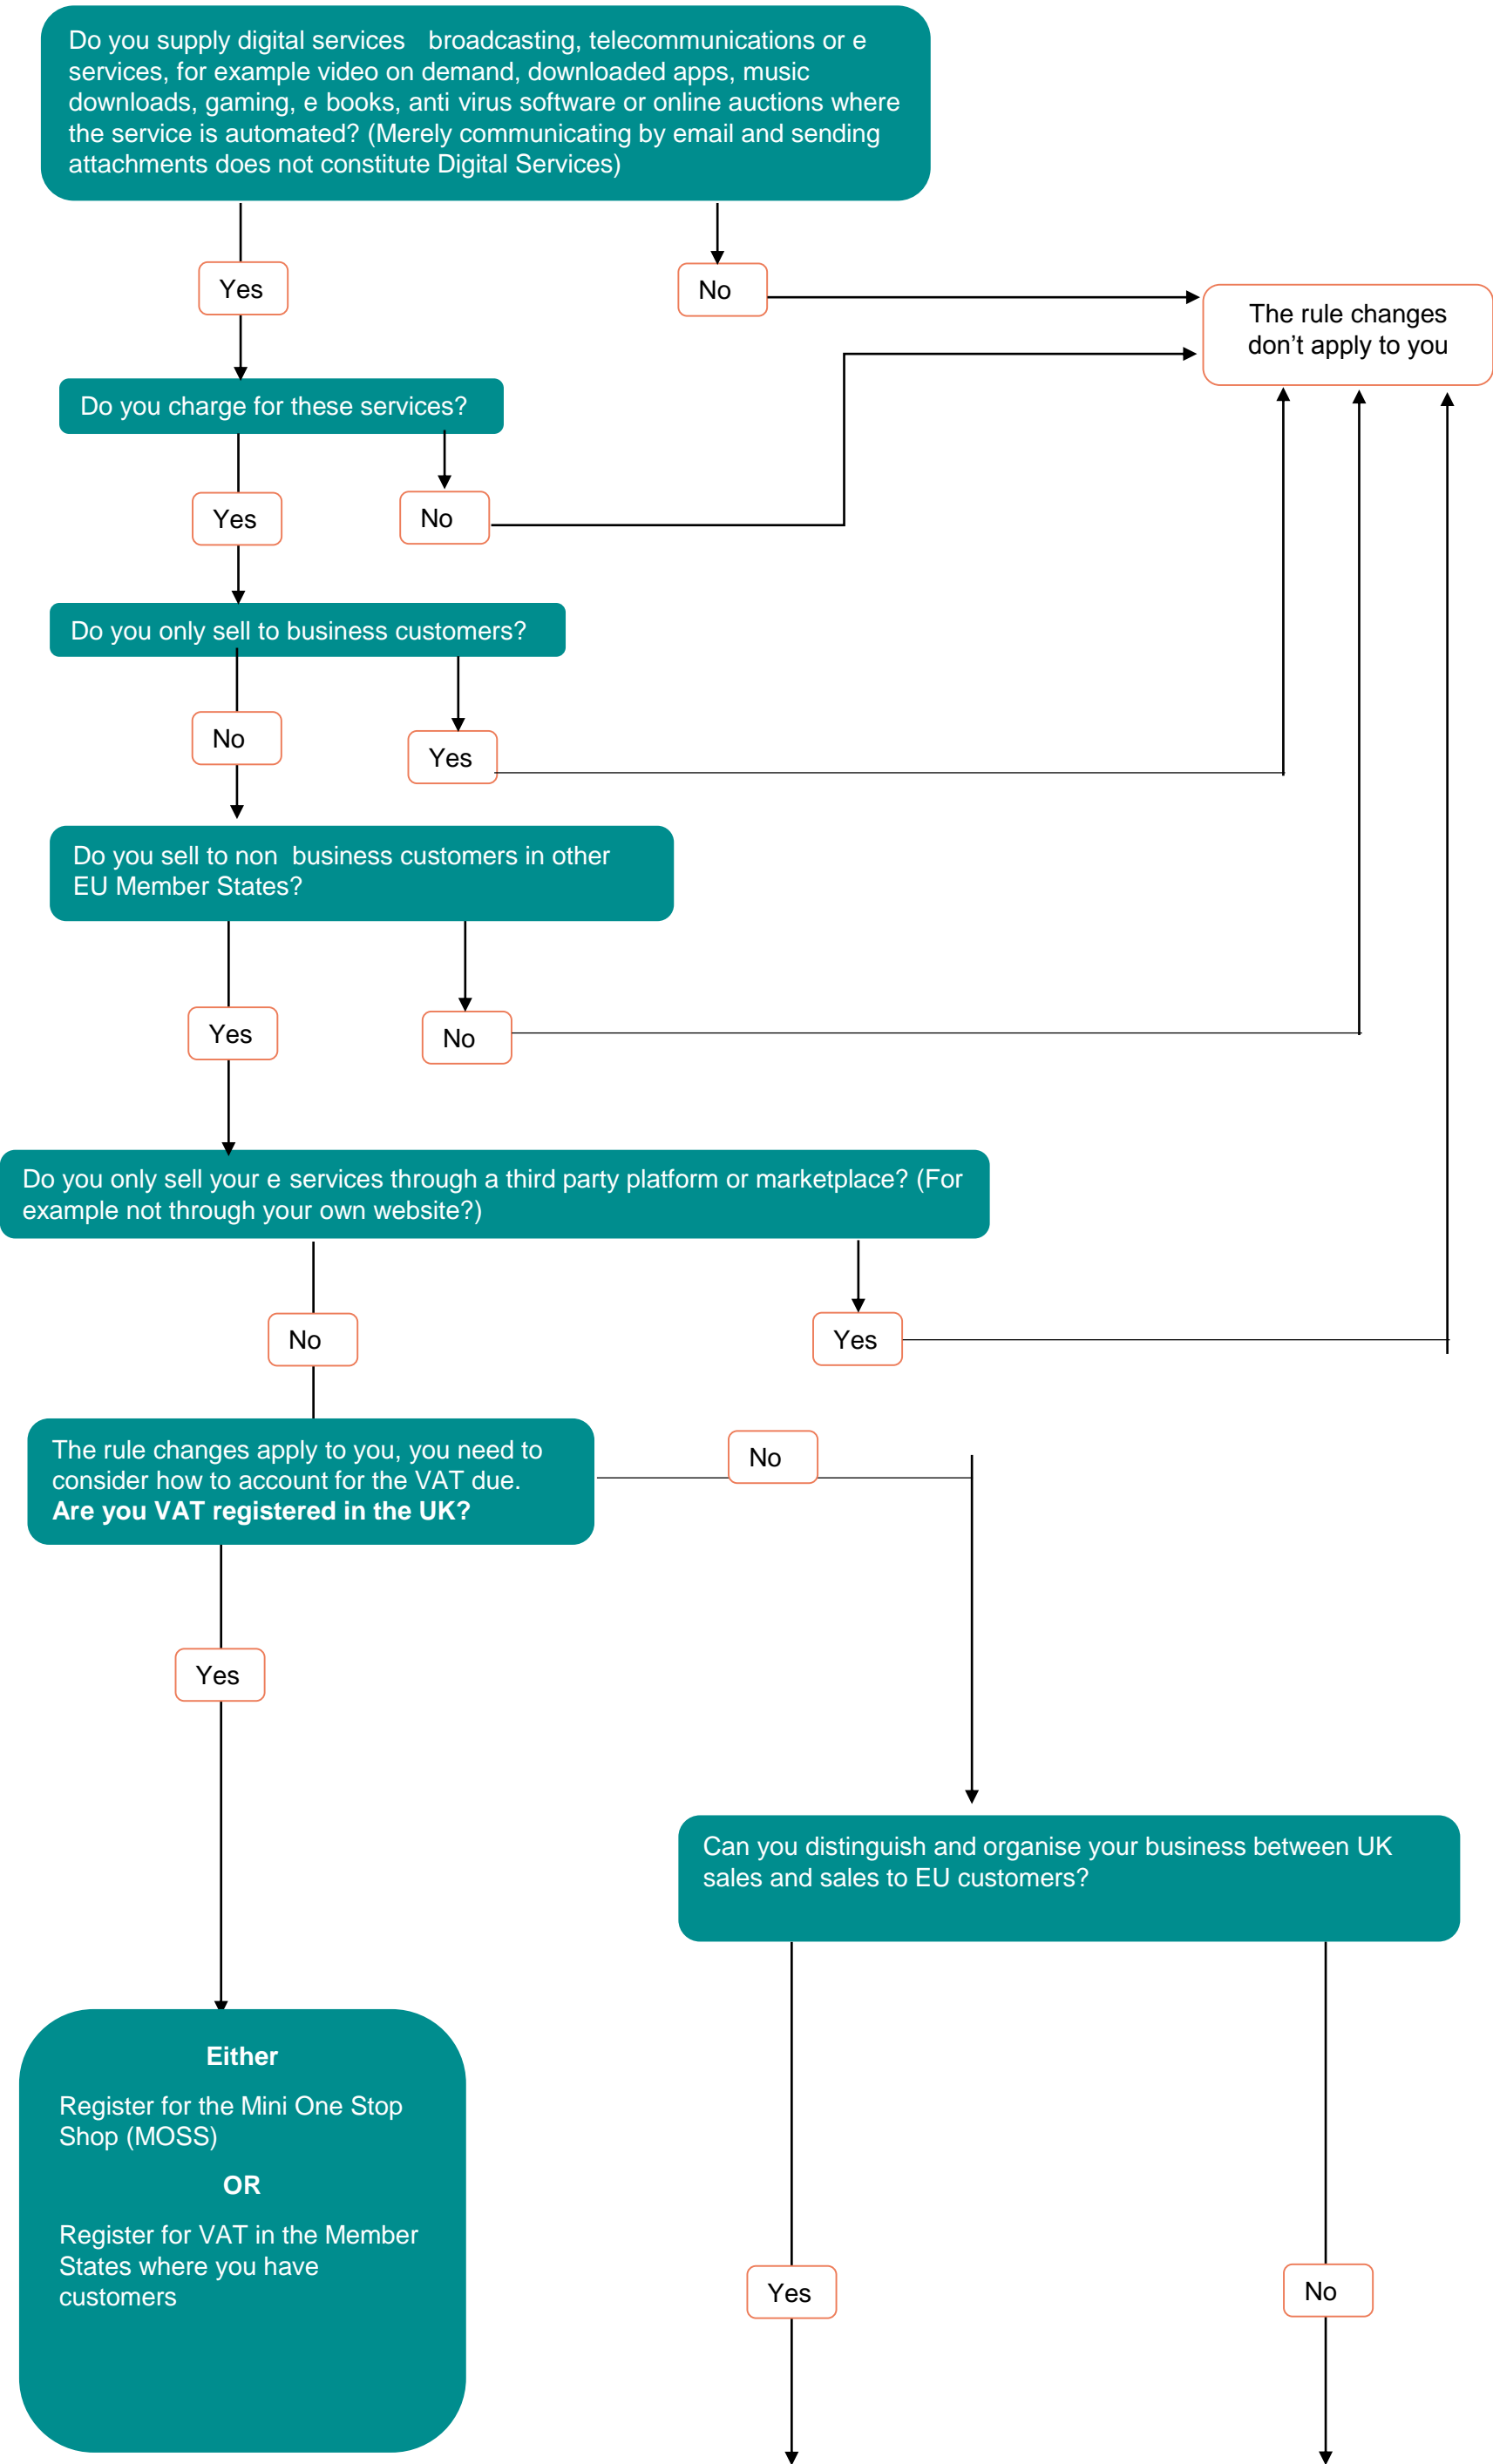 Do you supply digital services   broadcasting, telecommunications or e
services, for example video on demand, downloaded apps, music
downloads, gaming, e books, anti virus software or online auctions where
the service is automated? (Merely communicating by email and sending
attachments does not constitute Digital Services)
Yes
No
The rule changes
don’t apply to you
Do you charge for these services?
Yes
No
Do you only sell to business customers?
No
Yes
Do you sell to non  business customers in other
EU Member States?
Yes
No
Do you only sell your e services through a third party platform or marketplace? (For
example not through your own website?)
No
Yes
The rule changes apply to you, you need to
consider how to account for the VAT due.
Are you VAT registered in the UK?
No
Yes
Can you distinguish and organise your business between UK
sales and sales to EU customers?
Either
Register for the Mini One Stop
Shop (MOSS)
OR
Register for VAT in the Member
States where you have
customers
Yes
No